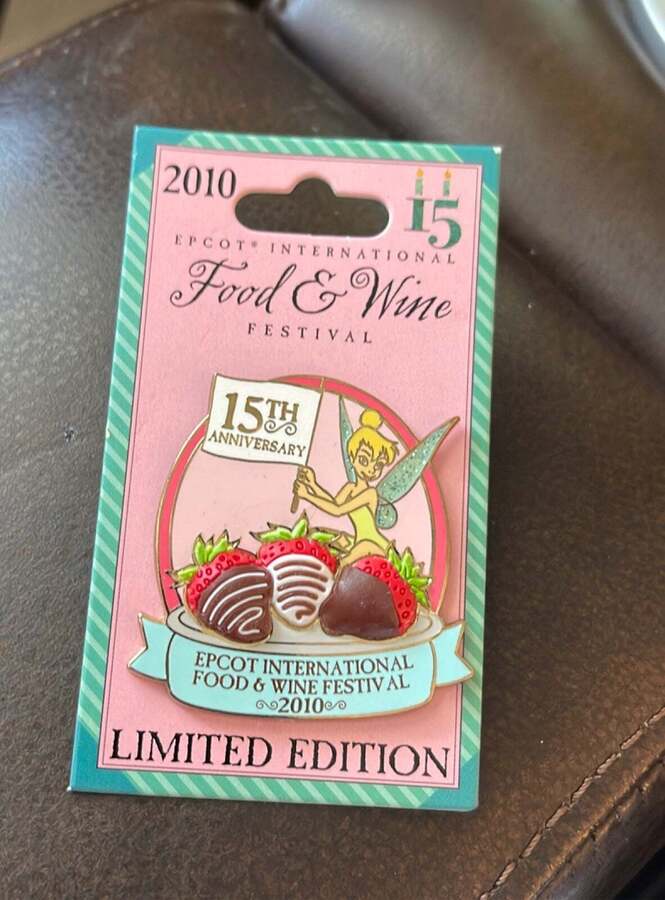 2010
15
EPCOT® INTERNATIONAL
Food & Wine
FESTIVAL
15TH
ANNIVERSARY
EPCOT INTERNATIONAL
FOOD & WINE FESTIVAL
2010
LIMITED EDITION